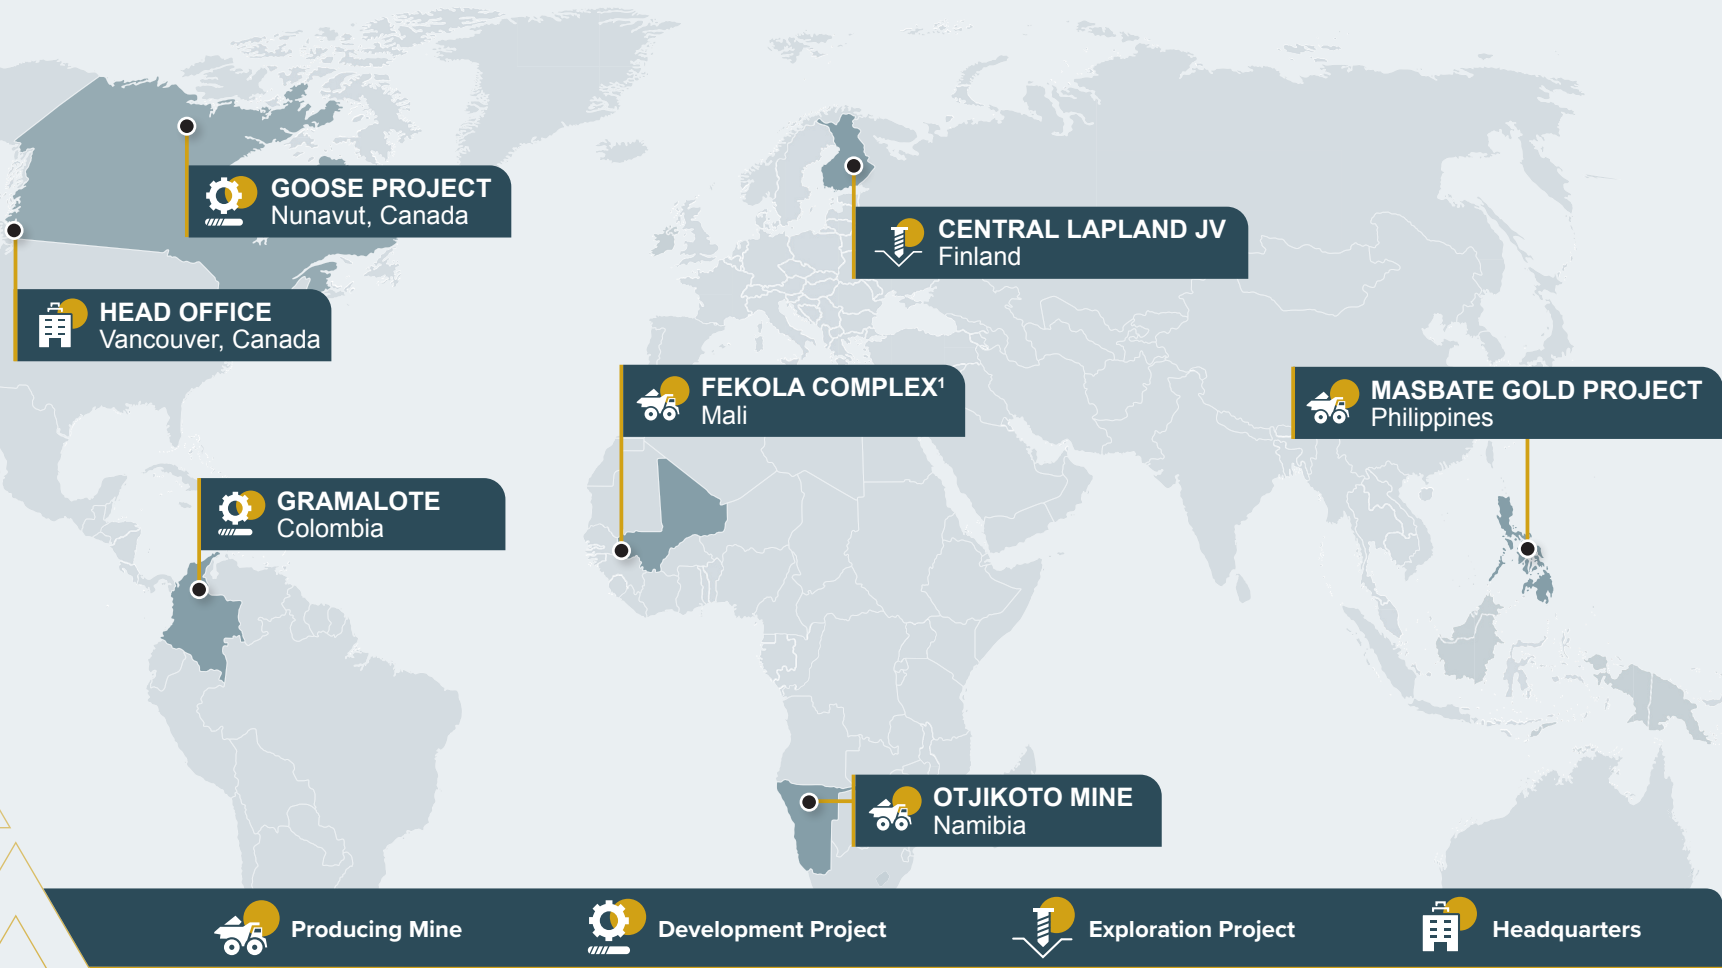 GOOSE PROJECT
Nunavut, Canada
CENTRAL LAPLAND JV
Finland
HEAD OFFICE
Vancouver, Canada
FEKOLA COMPLEX¹
Mali
MASBATE GOLD PROJECT
Philippines
GRAMALOTE
Colombia
OTJIKOTO MINE
Namibia
Producing Mine
Development Project
Exploration Project
Headquarters